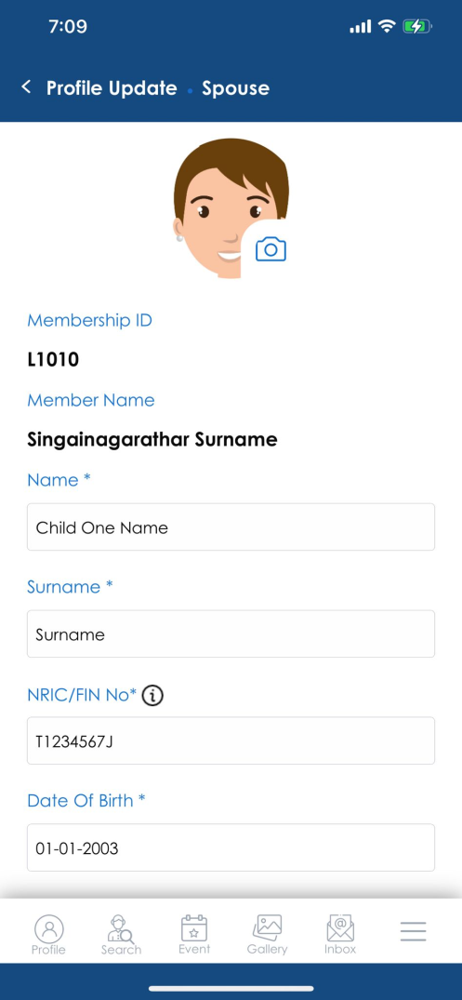 7:09
Profile Update . Spouse
Membership ID
L1010
Member Name
Singainagarathar Surname
Name *
Child One Name
Surname *
Surname
NRIC/FIN No* i
T1234567J
Date Of Birth *
01-01-2003
Profile Search Event Gallery Inbox